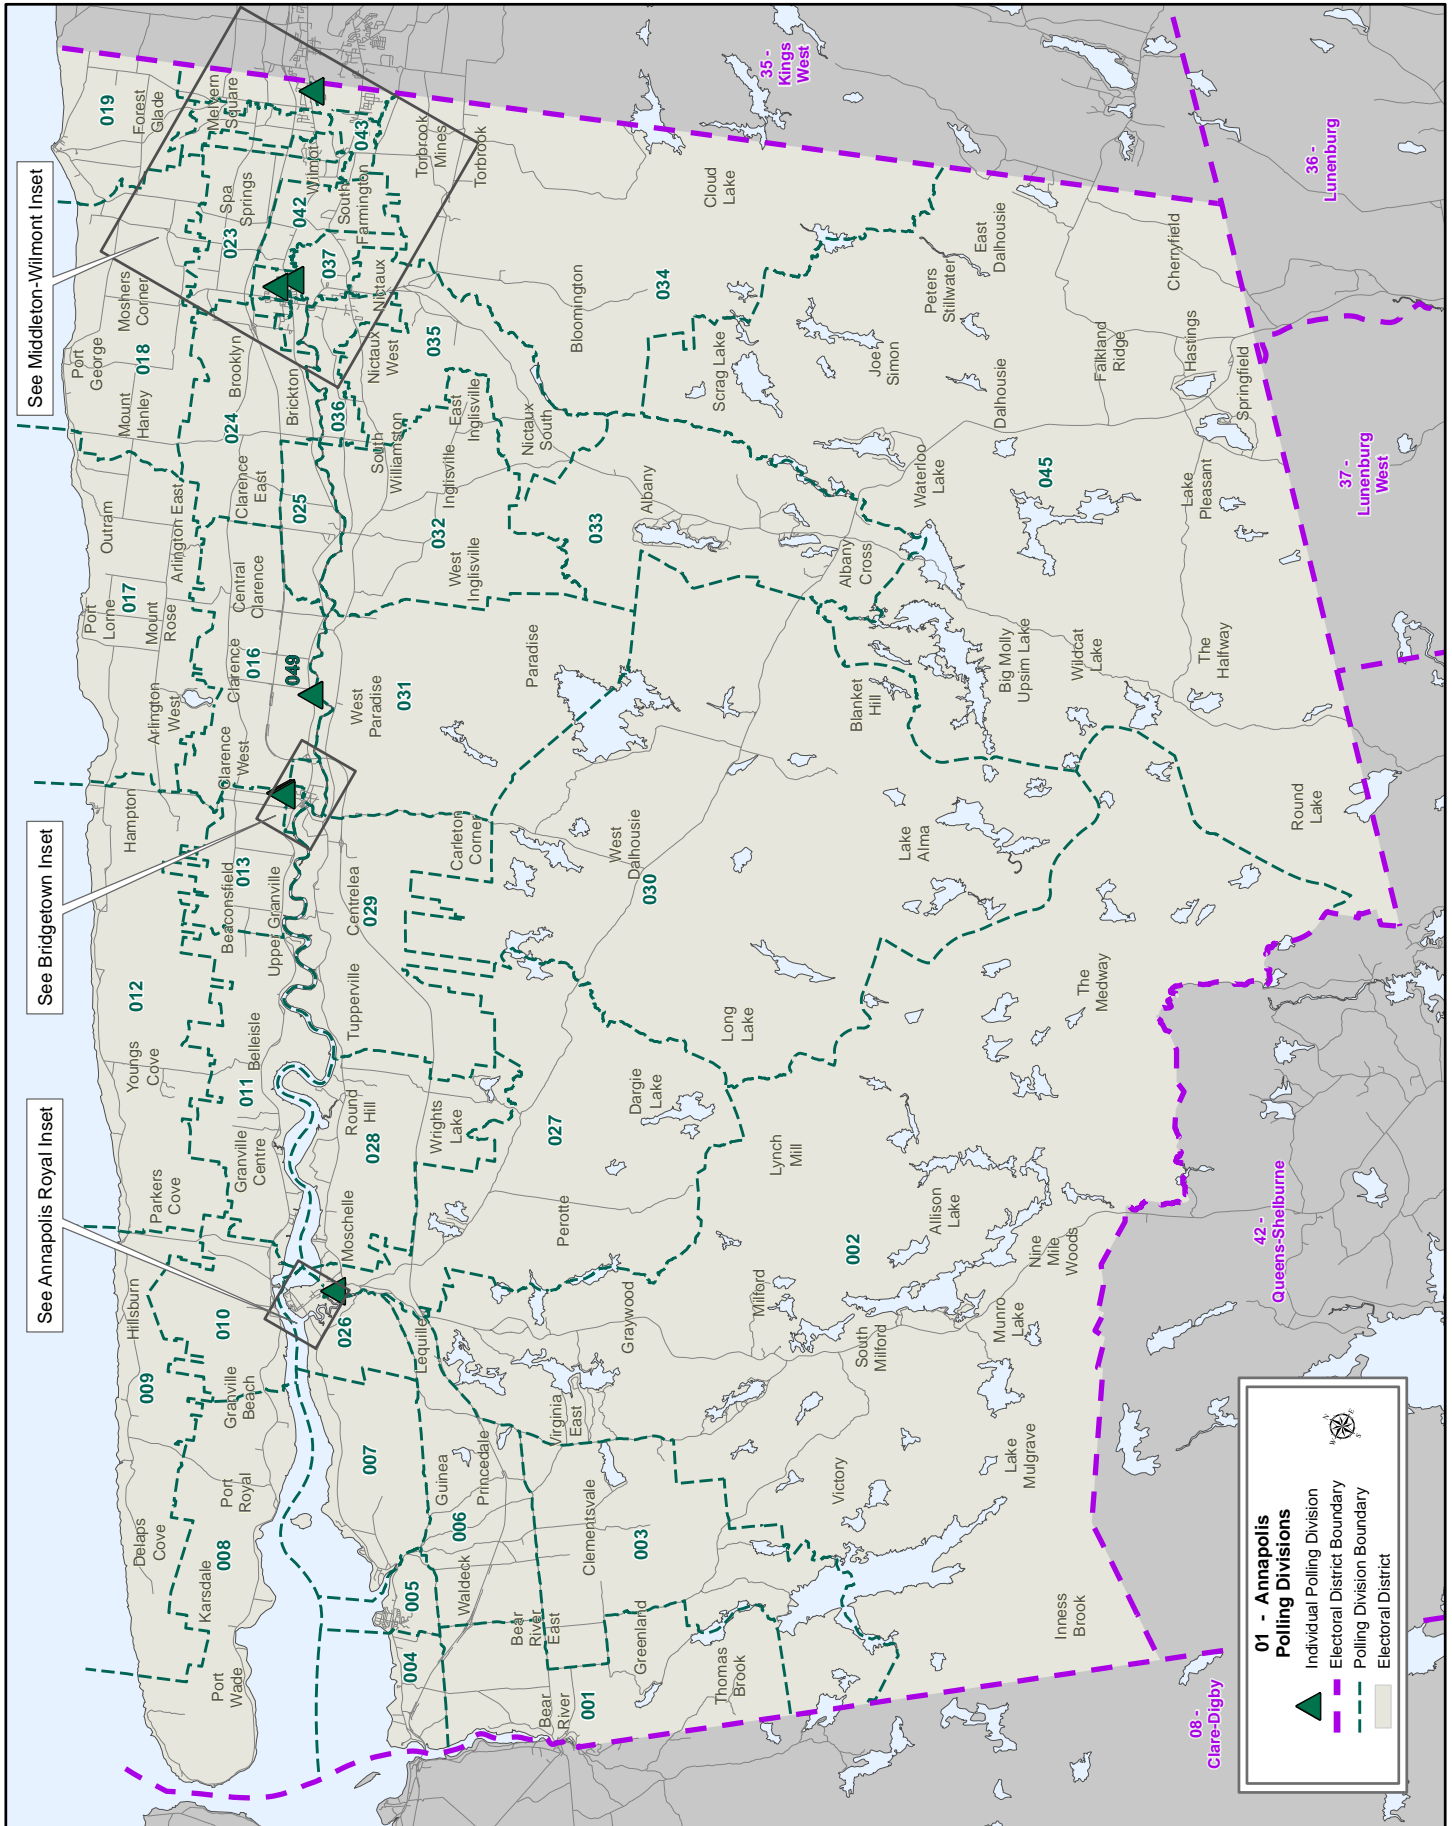 See Annapolis Royal Inset
See Bridgetown Inset
See Middleton-Wilmont Inset
Port
Wade
Karsdale
008
Delaps
Cove
Port
Royal
009
Granville
Beach
Hillsburn
010
Parkers
Cove
Granville
Centre
011
Belleisle
Youngs
Cove
012
Upper Granville
Beaconsfield
013
Hampton
Clarence
West
Arlington
West
Clarence
016
049
Port
Lorne
017
Mount
Rose
Central
Clarence
Outram
Arlington East
Clarence
East
025
Mount
Hanley
Port
George
018
024
Brooklyn
Brickton
Moshers
Corner
023
Spa
Springs
042
Wilmot
019
Forest
Glade
Melvern
Square
043
South
Farmington
037
Torbrook
Mines
Torbrook
Nictaux
Nictaux
West
036
035
South
Williamston
East
Inglisville
Inglisville
032
West
Inglisville
Nictaux
South
Bloomington
034
Cloud
Lake
033
Albany
Scrag Lake
Joe
Simon
Peters
Stillwater
East
Dalhousie
Dalhousie
Falkland
Ridge
Cherryfield
Hastings
Springfield
Lake
Pleasant
045
Waterloo
Lake
Albany
Cross
Big Molly
Upsim Lake
Wildcat
Lake
The
Halfway
Blanket
Hill
Round
Lake
Paradise
West
Paradise
031
Carleton
Corner
West
Dalhousie
030
Lake
Alma
Centrelea
029
Tupperville
Round
Hill
028
Wrights
Lake
027
Dargie
Lake
Long
Lake
The
Medway
Lynch
Mill
Perotte
Moschelle
026
Lequille
Graywood
Milford
002
Allison
Lake
Nine
Mile
Woods
Munro
Lake
South
Milford
Virginia
East
007
Guinea
Princedale
006
Waldeck
005
004
Clementsvale
003
Victory
Lake
Mulgrave
Bear
River
East
Greenland
Bear
River
001
Thomas
Brook
Inness
Brook
35 -
Kings
West
36 -
Lunenburg
37 -
Lunenburg
West
42 -
Queens-Shelburne
08 -
Clare-Digby
01 - Annapolis
Polling Divisions
Individual Polling Division
Electoral District Boundary
Polling Division Boundary
Electoral District
N
E
S
W